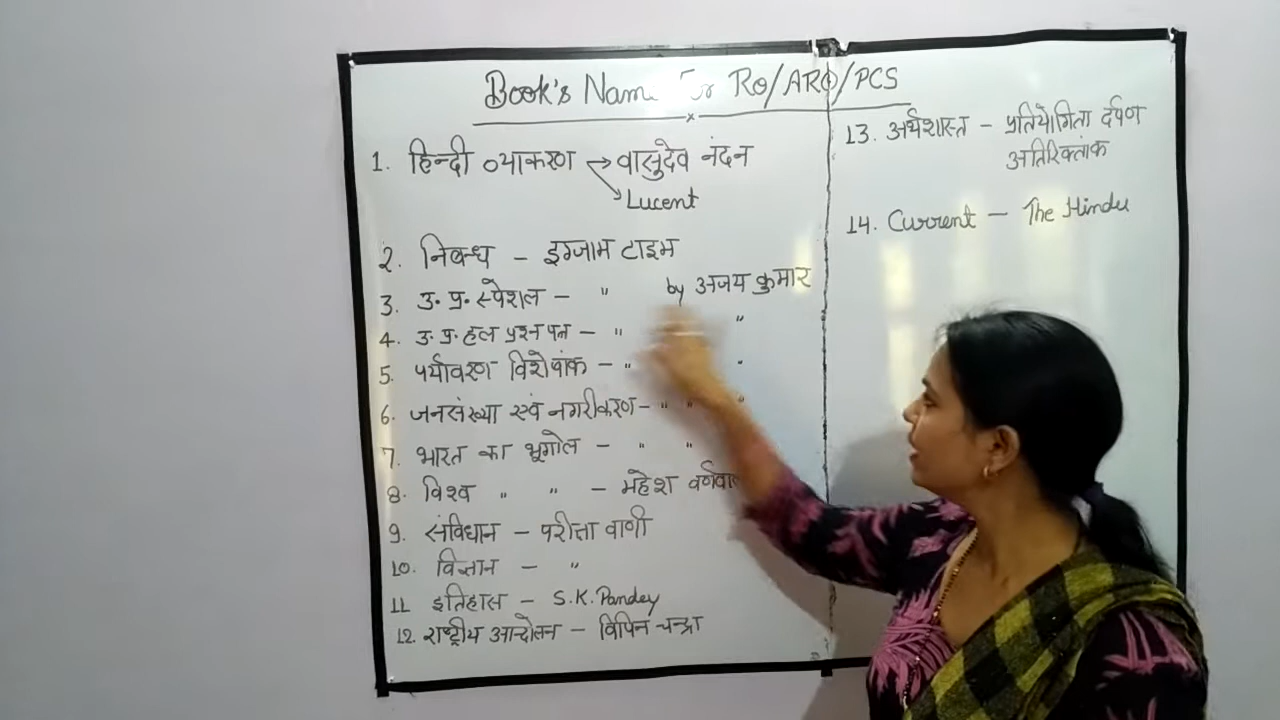 Book's Name For RO/ARO/PCS
1. हिन्दी व्याकरण → वासुदेव नंदन
→ Lucent
2. निबन्ध - इग्जाम टाइम
3. उ. प्र. स्पेशल - " by अजय कुमार
4. उ. प्र. हल प्रश्न पत्र - " "
5. पर्यावरण विशेषांक - " "
6. जनसंख्या एवं नगरीकरण - " " "
7. भारत का भूगोल - " "
8. विश्व " " - महेश वर्णवाल
9. संविधान - परीक्षा वाणी
10. विज्ञान - "
11 इतिहास - S.K. Pandey
12. राष्ट्रीय आन्दोलन - विपिन चन्द्रा
13. अर्थशास्त्र - प्रतियोगिता दर्पण
अतिरिक्तांक
14. Current - The Hindu